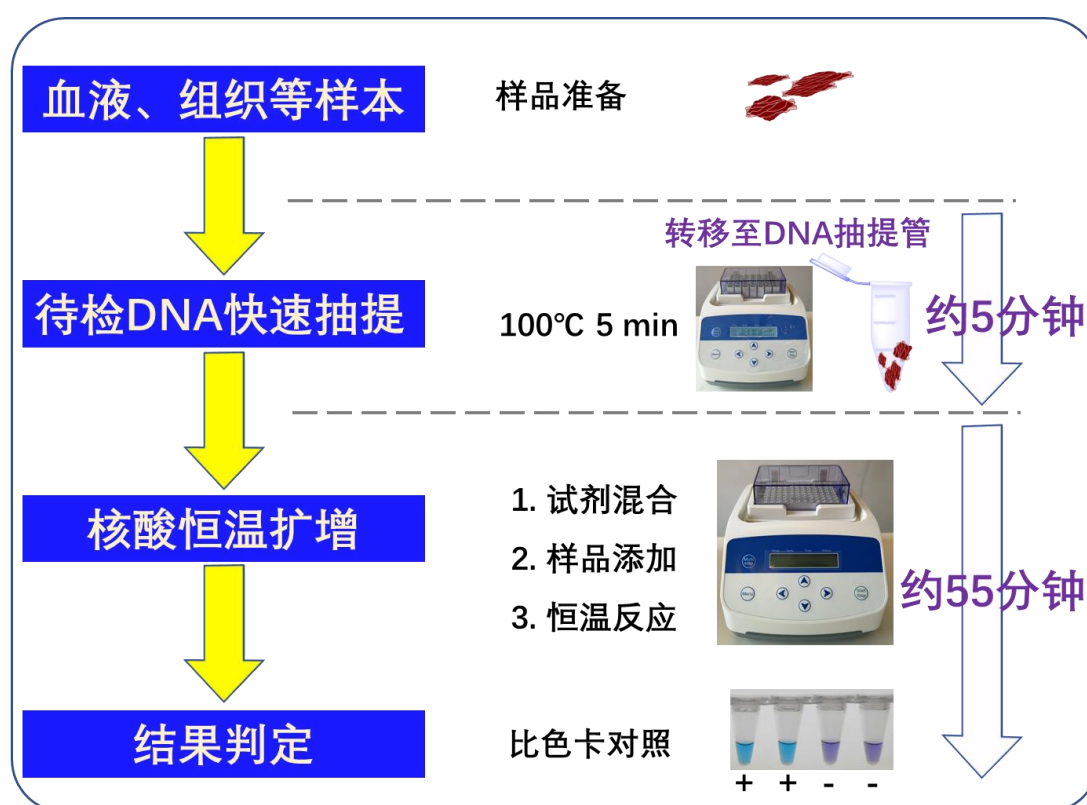 血液、组织等样本
样品准备
转移至DNA抽提管
待检DNA快速抽提
100℃ 5 min
约5分钟
核酸恒温扩增
1. 试剂混合
2. 样品添加
3. 恒温反应
约55分钟
结果判定
比色卡对照
+ + - -